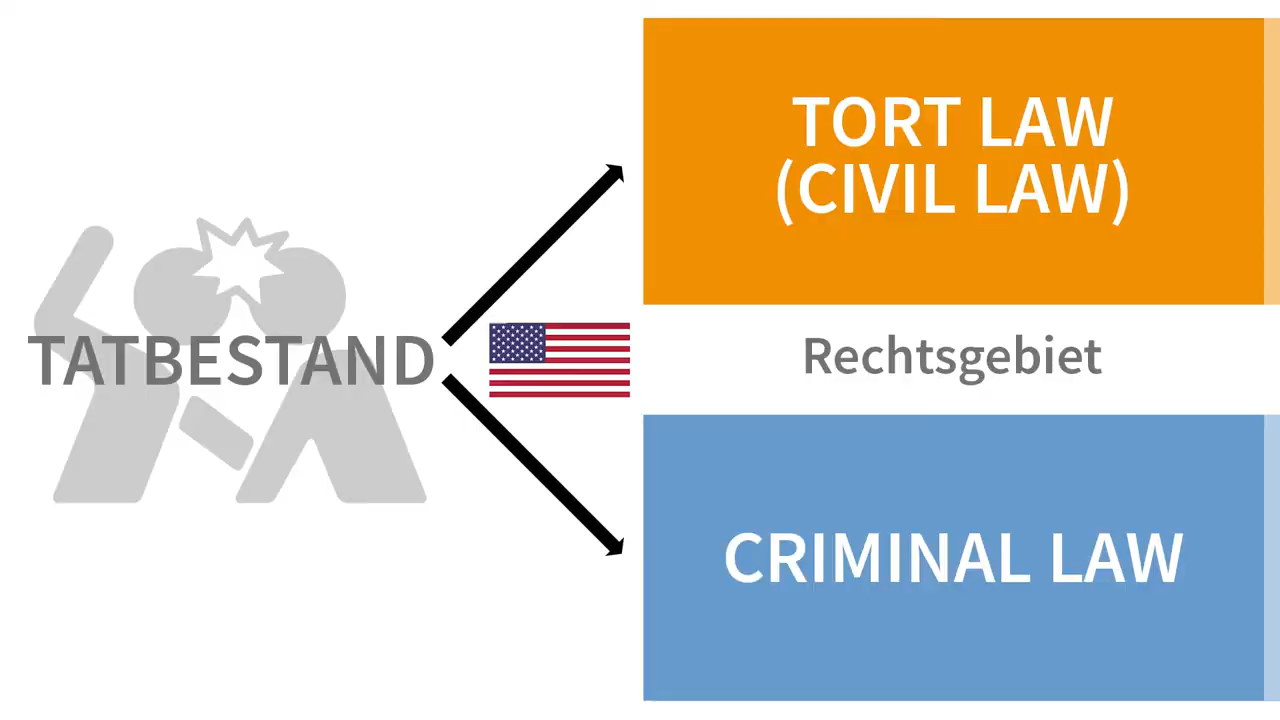 TORT LAW
(CIVIL LAW)
TATBESTAND
Rechtsgebiet
CRIMINAL LAW